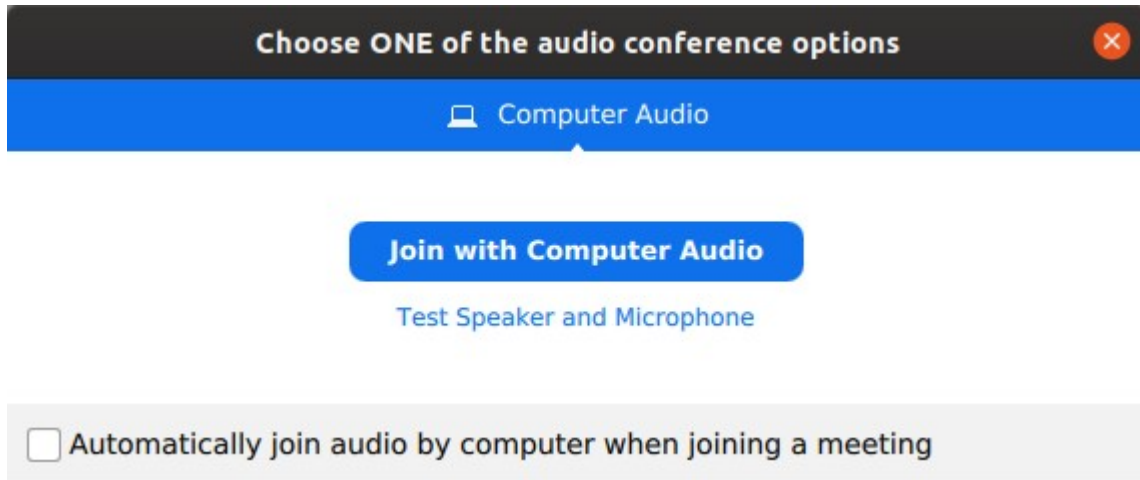 Choose ONE of the audio conference options
Computer Audio
Join with Computer Audio
Test Speaker and Microphone
Automatically join audio by computer when joining a meeting